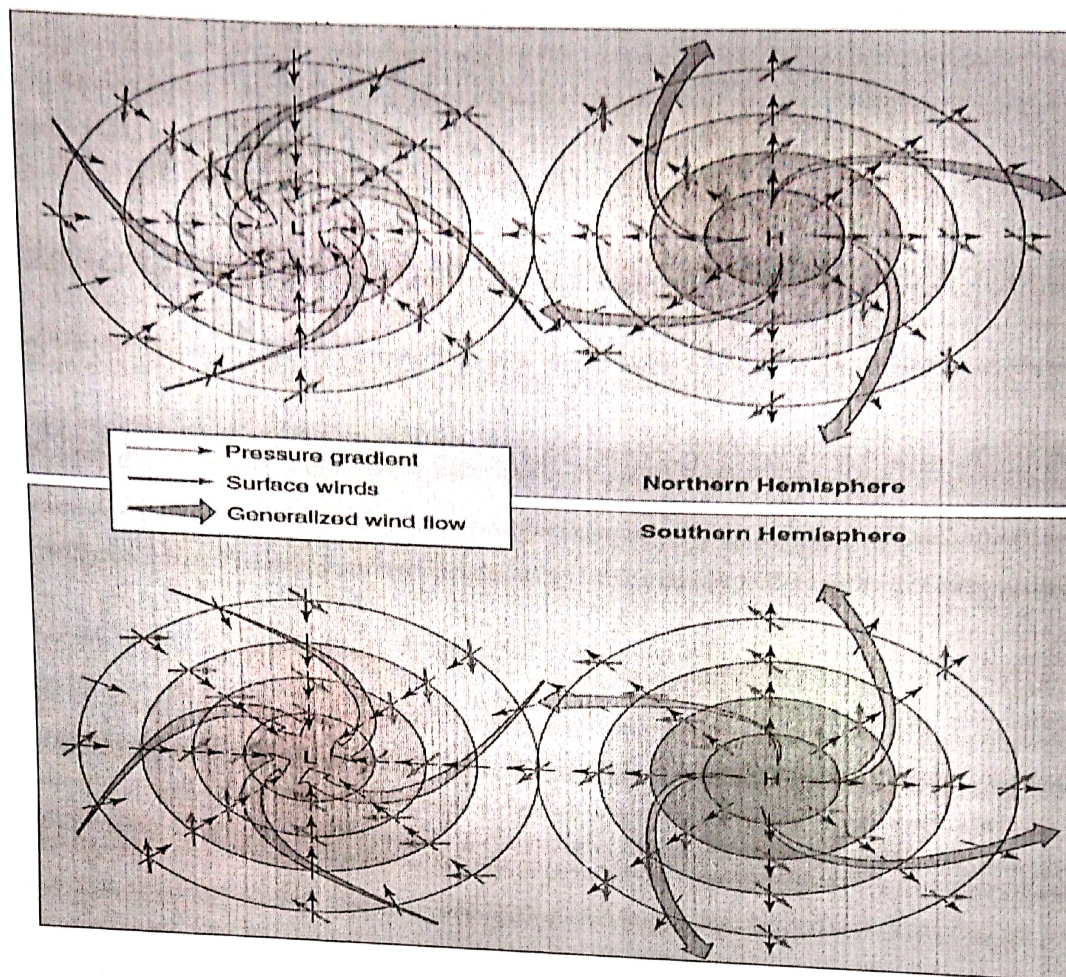 L
H
Pressure gradient
Surface winds
Generalized wind flow
Northern Hemisphere
Southern Hemisphere
L
H